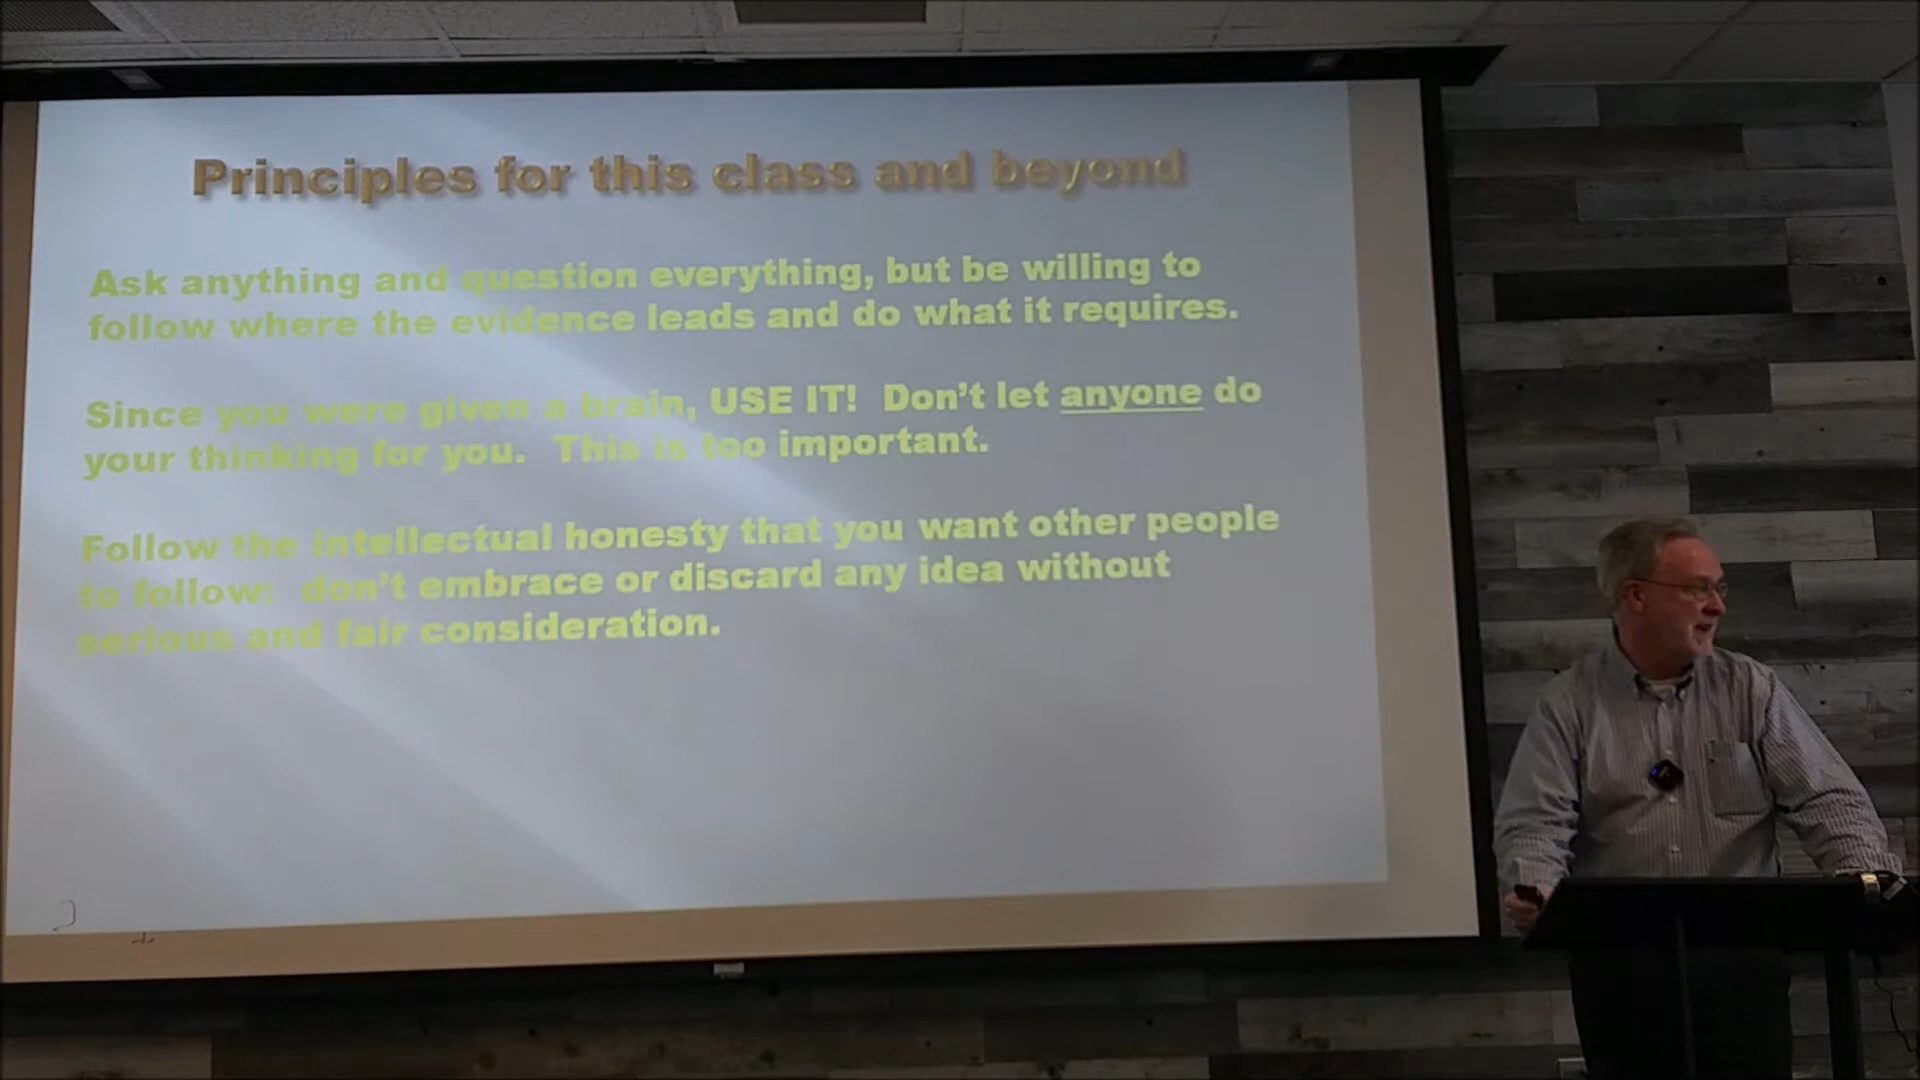 Principles for this class and beyond
Ask anything and question everything, but be willing to
follow where the evidence leads and do what it requires.
Since you were given a brain, USE IT!  Don't let anyone do
your thinking for you.  This is too important.
Follow the intellectual honesty that you want other people
to follow:  don't embrace or discard any idea without
serious and fair consideration.